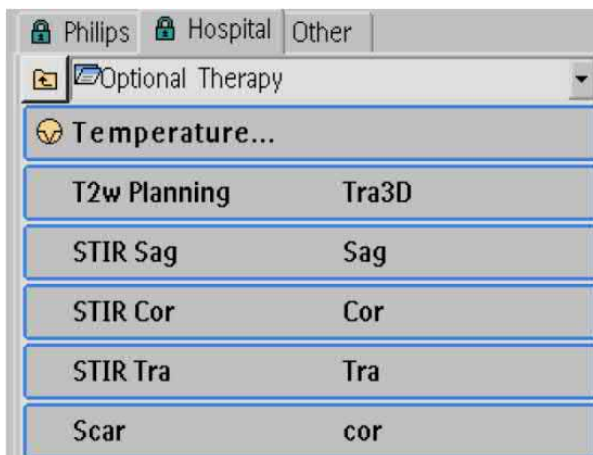 Philips Hospital Other
Optional Therapy
Temperature...
T2w Planning Tra3D
STIR Sag Sag
STIR Cor Cor
STIR Tra Tra
Scar cor